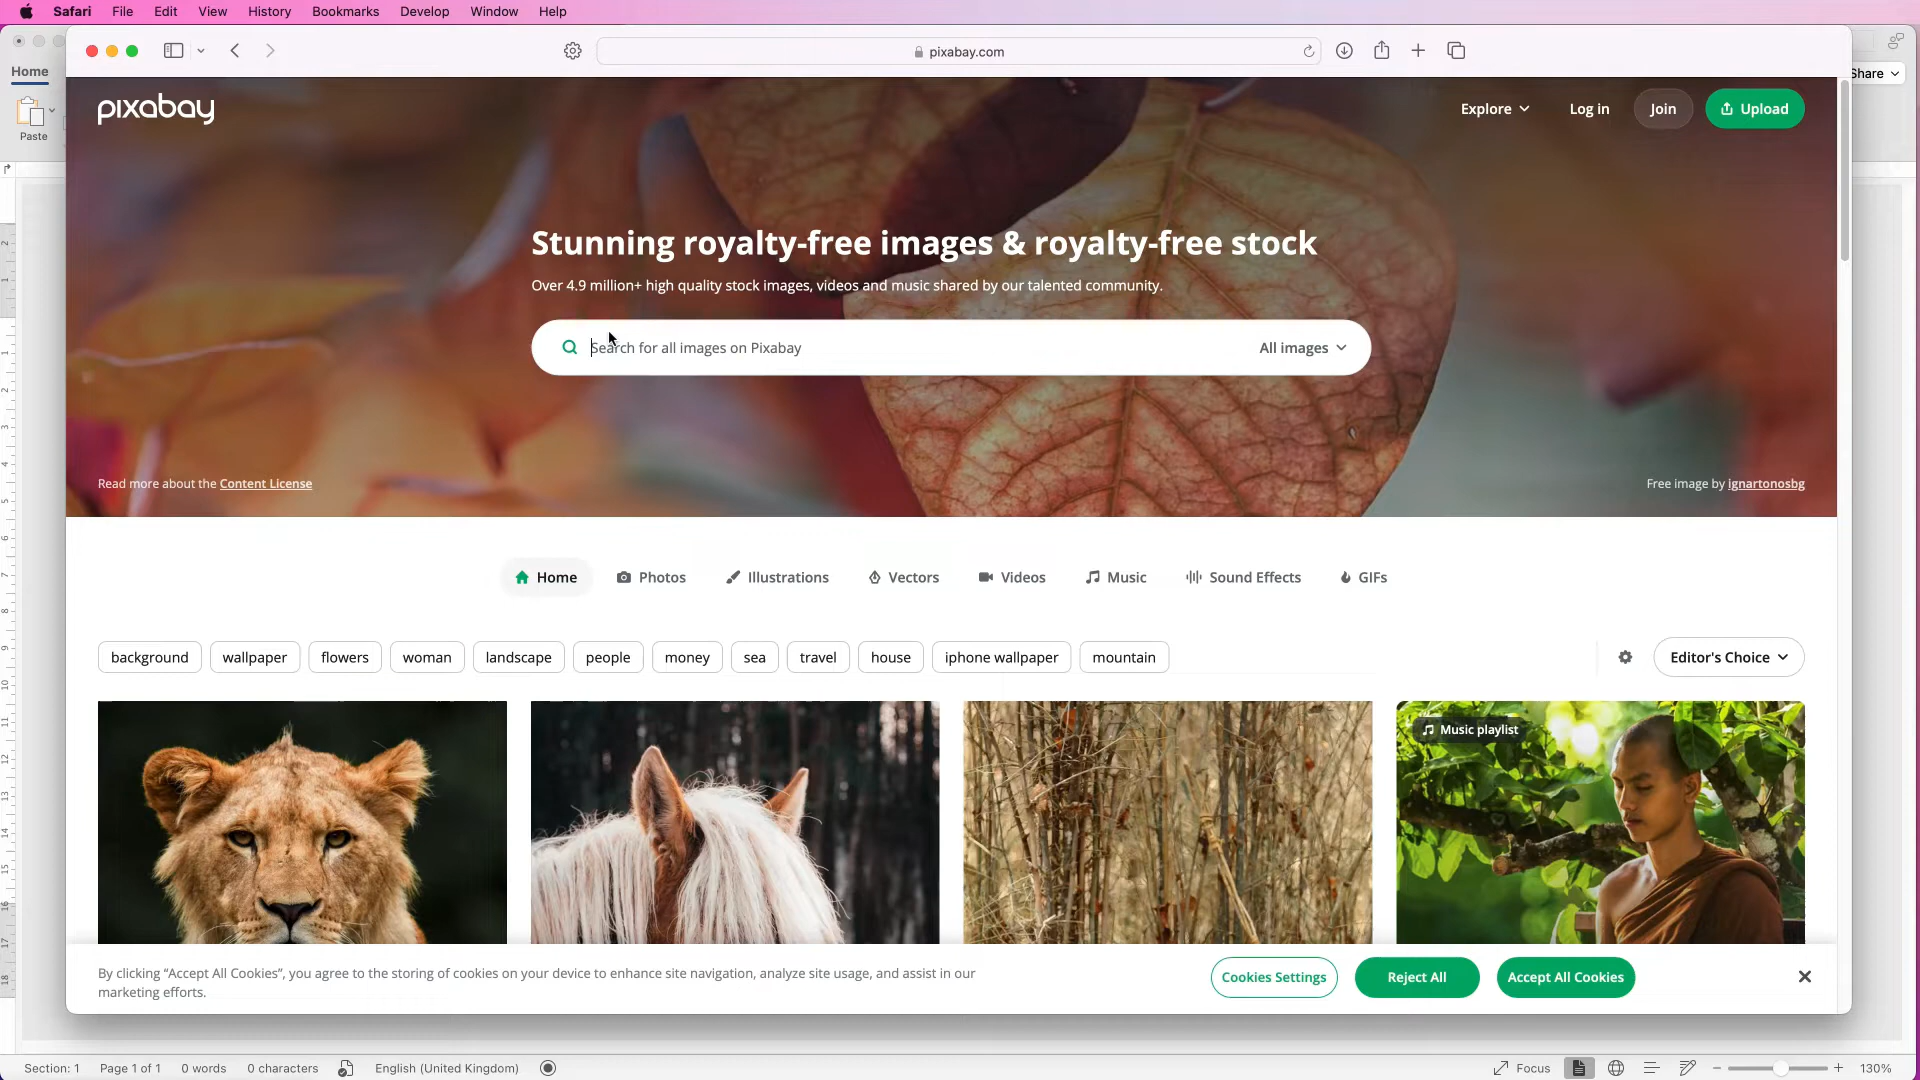 Safari File Edit View History Bookmarks Develop Window Help
pixabay.com
Home
Share
Paste
pixabay
Explore
Log in
Join
Upload
Stunning royalty-free images & royalty-free stock
Over 4.9 million+ high quality stock images, videos and music shared by our talented community.
Search for all images on Pixabay
All images
Read more about the Content License
Free image by ignartonosbg
Home Photos Illustrations Vectors Videos Music Sound Effects GIFs
background wallpaper flowers woman landscape people money sea travel house iphone wallpaper mountain
Editor's Choice
Music playlist
By clicking “Accept All Cookies”, you agree to the storing of cookies on your device to enhance site navigation, analyze site usage, and assist in our
marketing efforts.
Cookies Settings
Reject All
Accept All Cookies
Section: 1 Page 1 of 1 0 words 0 characters English (United Kingdom)
Focus
130%